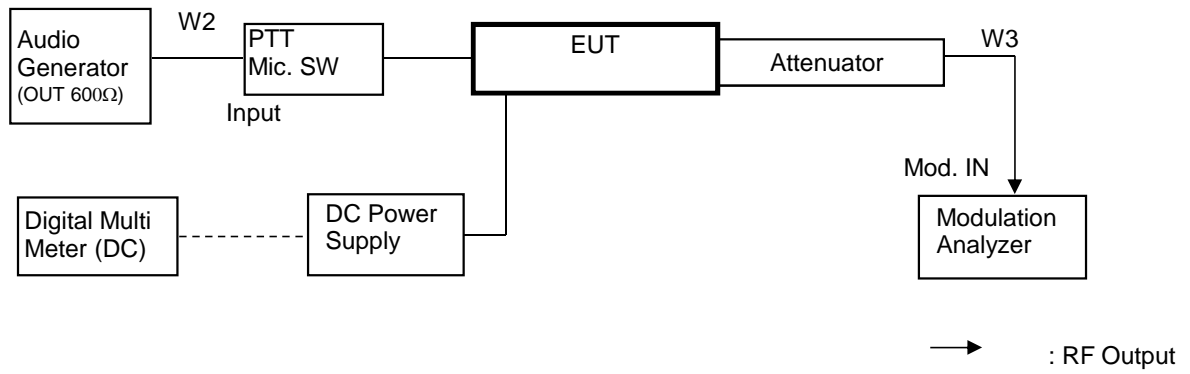 W2
Audio
Generator
(OUT 600Ω)
PTT
Mic. SW
Input
EUT
Attenuator
W3
Mod. IN
Digital Multi
Meter (DC)
DC Power
Supply
Modulation
Analyzer
: RF Output